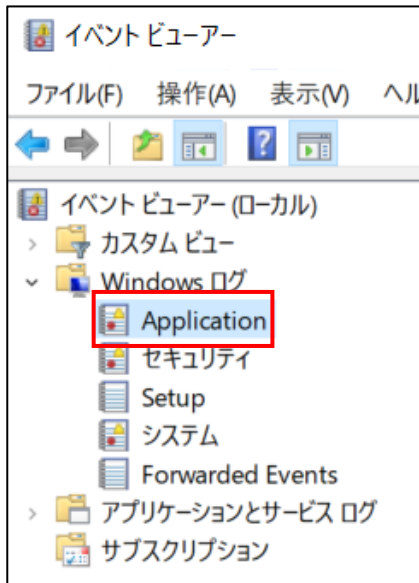 イベント ビューアー
ファイル(F) 操作(A) 表示(V)
イベント ビューアー (ローカル)
カスタム ビュー
Windows ログ
Application
セキュリティ
Setup
システム
Forwarded Events
アプリケーションとサービス ログ
サブスクリプション